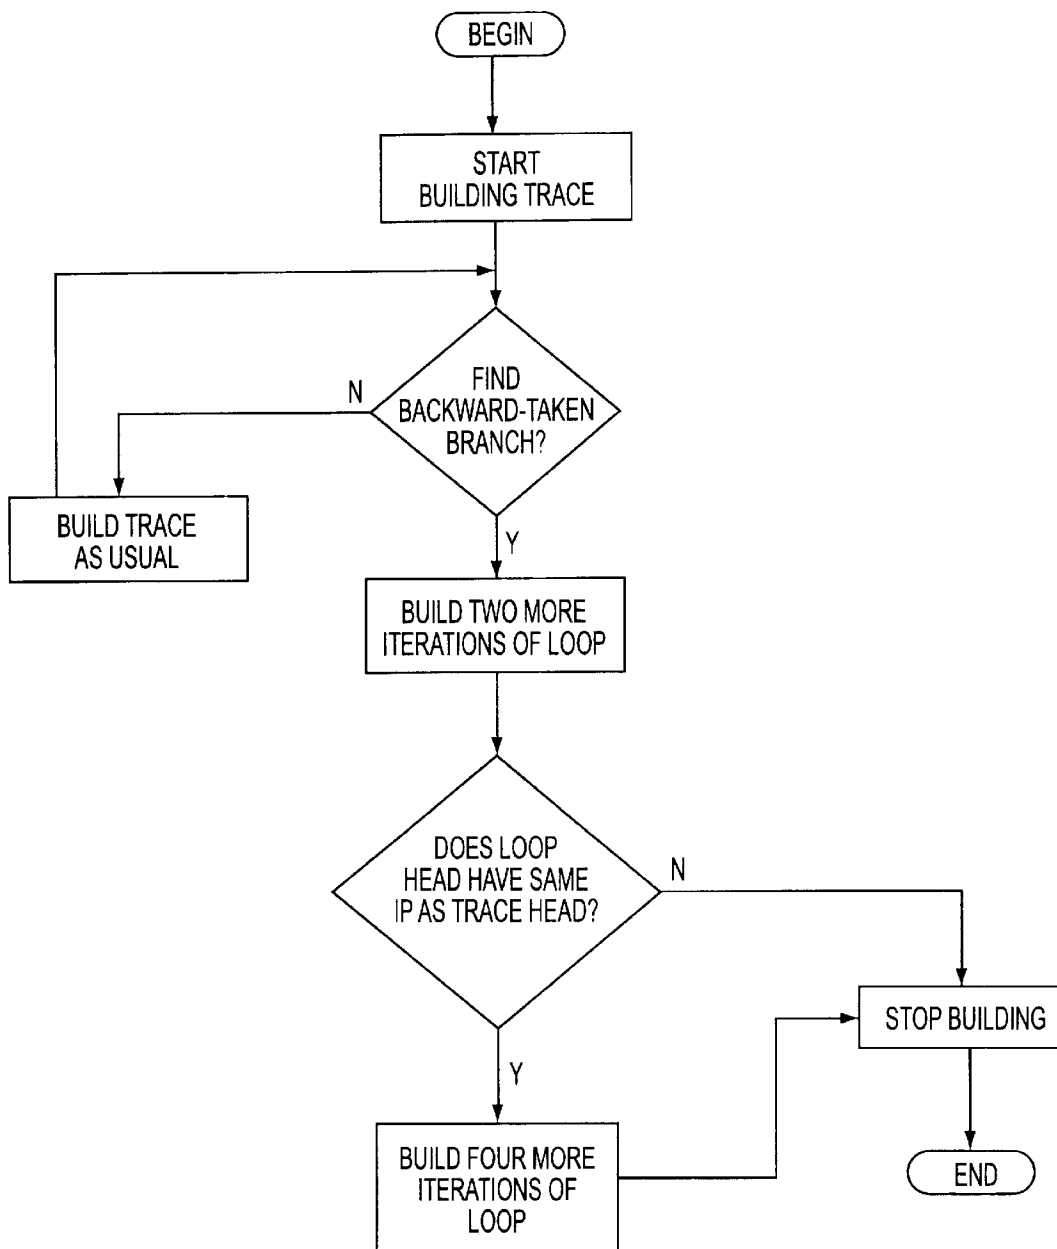 BEGIN
START
BUILDING TRACE
N
FIND
BACKWARD-TAKEN
BRANCH?
BUILD TRACE
AS USUAL
Y
BUILD TWO MORE
ITERATIONS OF LOOP
DOES LOOP
HEAD HAVE SAME
IP AS TRACE HEAD?
N
STOP BUILDING
Y
BUILD FOUR MORE
ITERATIONS OF
LOOP
END